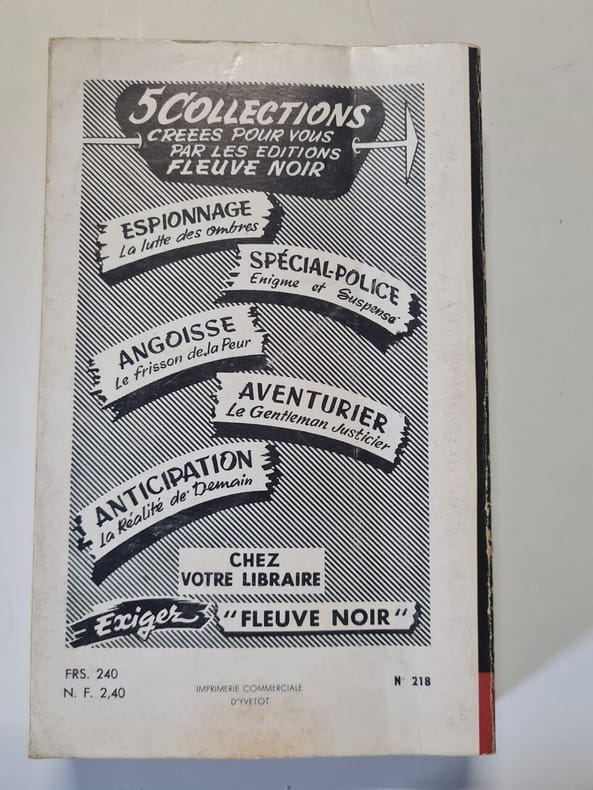 5 COLLECTIONS
CREEES POUR VOUS
PAR LES EDITIONS
FLEUVE NOIR
ESPIONNAGE
La lutte des ombres
SPÉCIAL-POLICE
Enigme et Suspense
ANGOISSE
Le frisson de la Peur
AVENTURIER
Le Gentleman Justicier
ANTICIPATION
La Réalité de Demain
CHEZ
VOTRE LIBRAIRE
Exigez "FLEUVE NOIR"
FRS. 240
N. F. 2,40
IMPRIMERIE COMMERCIALE
D'YVETOT
N° 218